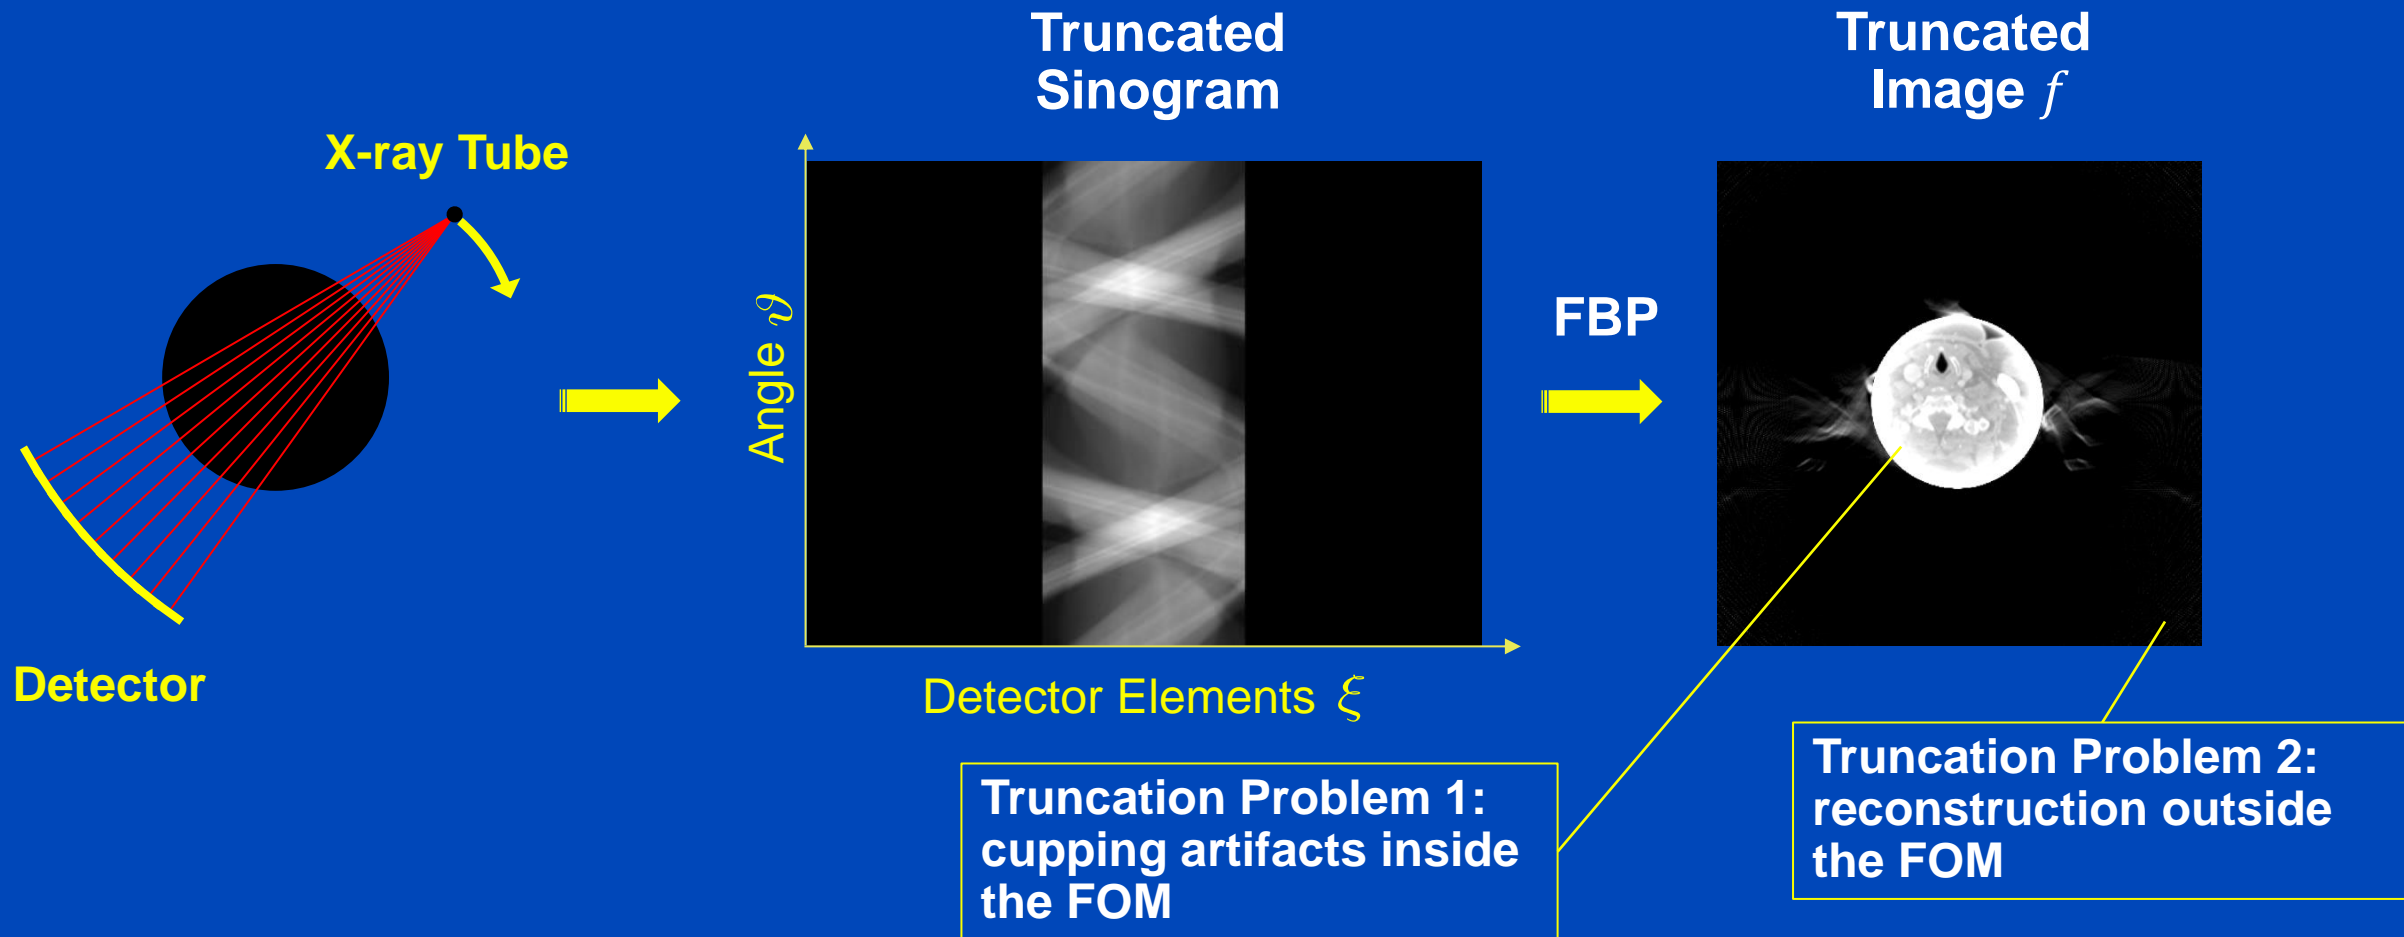 Truncated
Sinogram
Truncated
Image f
X-ray Tube
Angle ϑ
FBP
Detector
Detector Elements ξ
Truncation Problem 1:
cupping artifacts inside
the FOM
Truncation Problem 2:
reconstruction outside
the FOM